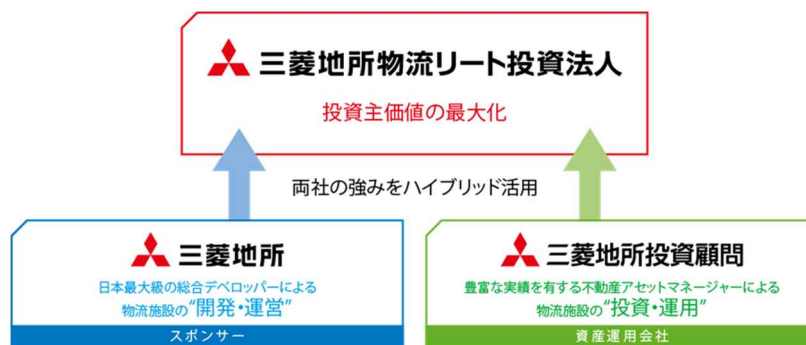 三菱地所物流リート投資法人
投資主価値の最大化
両社の強みをハイブリッド活用
三菱地所
日本最大級の総合デベロッパーによる
物流施設の“開発・運営”
スポンサー
三菱地所投資顧問
豊富な実績を有する不動産アセットマネージャーによる
物流施設の“投資・運用”
資産運用会社